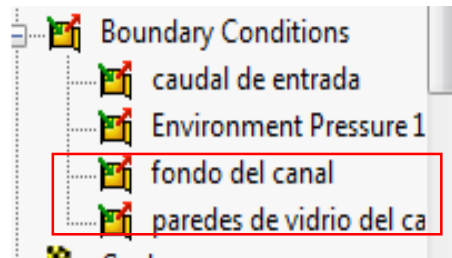 Boundary Conditions
caudal de entrada
Environment Pressure 1
fondo del canal
paredes de vidrio del ca